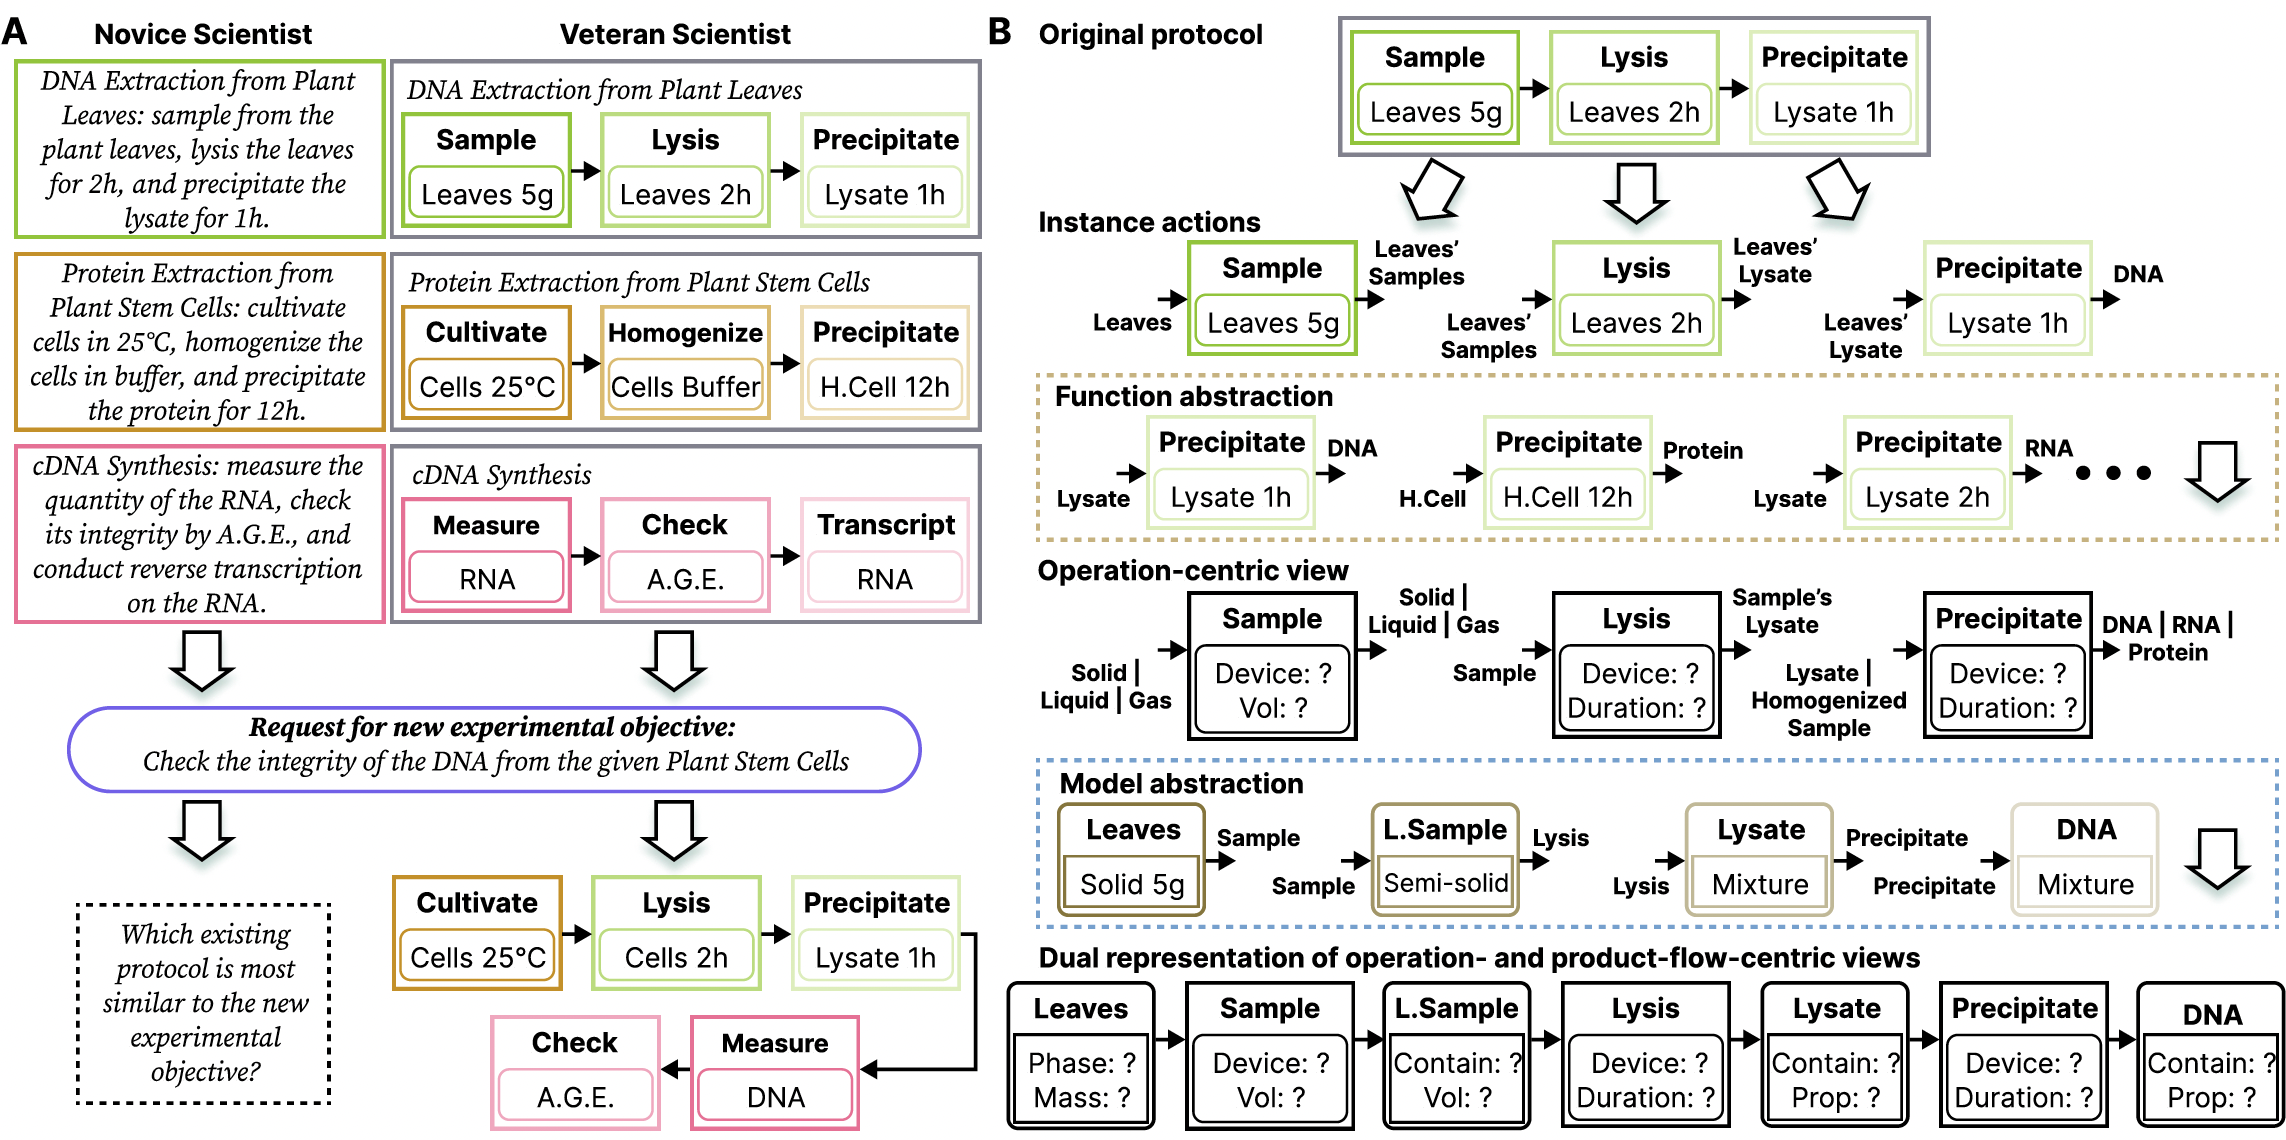 A
Novice Scientist
Veteran Scientist
DNA Extraction from Plant
Leaves: sample from the
plant leaves, lysis the leaves
for 2h, and precipitate the
lysate for 1h.
DNA Extraction from Plant Leaves
Sample
Leaves 5g
Lysis
Leaves 2h
Precipitate
Lysate 1h
Protein Extraction from
Plant Stem Cells: cultivate
cells in 25°C, homogenize the
cells in buffer, and precipitate
the protein for 12h.
Protein Extraction from Plant Stem Cells
Cultivate
Cells 25°C
Homogenize
Cells Buffer
Precipitate
H.Cell 12h
cDNA Synthesis: measure the
quantity of the RNA, check
its integrity by A.G.E., and
conduct reverse transcription
on the RNA.
cDNA Synthesis
Measure
RNA
Check
A.G.E.
Transcript
RNA
Request for new experimental objective:
Check the integrity of the DNA from the given Plant Stem Cells
Which existing
protocol is most
similar to the new
experimental
objective?
Cultivate
Cells 25°C
Lysis
Cells 2h
Precipitate
Lysate 1h
Check
A.G.E.
Measure
DNA
B
Original protocol
Sample
Leaves 5g
Lysis
Leaves 2h
Precipitate
Lysate 1h
Instance actions
Leaves
Sample
Leaves 5g
Leaves'
Samples
Leaves'
Samples
Lysis
Leaves 2h
Leaves'
Lysate
Leaves'
Lysate
Precipitate
Lysate 1h
DNA
Function abstraction
Lysate
Precipitate
Lysate 1h
DNA
H.Cell
Precipitate
H.Cell 12h
Protein
Lysate
Precipitate
Lysate 2h
RNA
Operation-centric view
Solid |
Liquid | Gas
Sample
Device: ?
Vol: ?
Solid |
Liquid | Gas
Sample
Lysis
Device: ?
Duration: ?
Sample's
Lysate
Lysate |
Homogenized
Sample
Precipitate
Device: ?
Duration: ?
DNA | RNA |
Protein
Model abstraction
Leaves
Solid 5g
Sample
Sample
L.Sample
Semi-solid
Lysis
Lysis
Lysate
Mixture
Precipitate
Precipitate
DNA
Mixture
Dual representation of operation- and product-flow-centric views
Leaves
Phase: ?
Mass: ?
Sample
Device: ?
Vol: ?
L.Sample
Contain: ?
Vol: ?
Lysis
Device: ?
Duration: ?
Lysate
Contain: ?
Prop: ?
Precipitate
Device: ?
Duration: ?
DNA
Contain: ?
Prop: ?